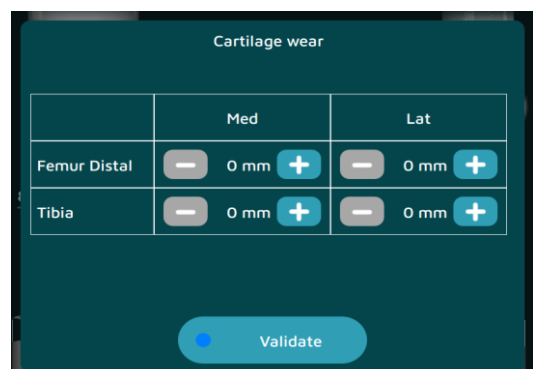 Cartilage wear
Med Lat
Femur Distal 0 mm 0 mm
Tibia 0 mm 0 mm
Validate